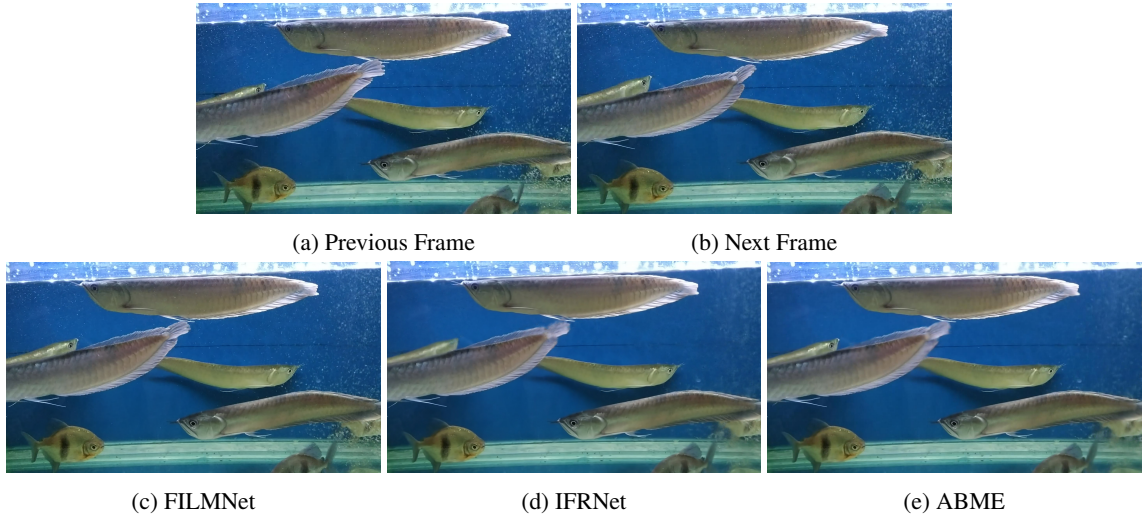 (a) Previous Frame
(b) Next Frame
(c) FILMNet
(d) IFRNet
(e) ABME